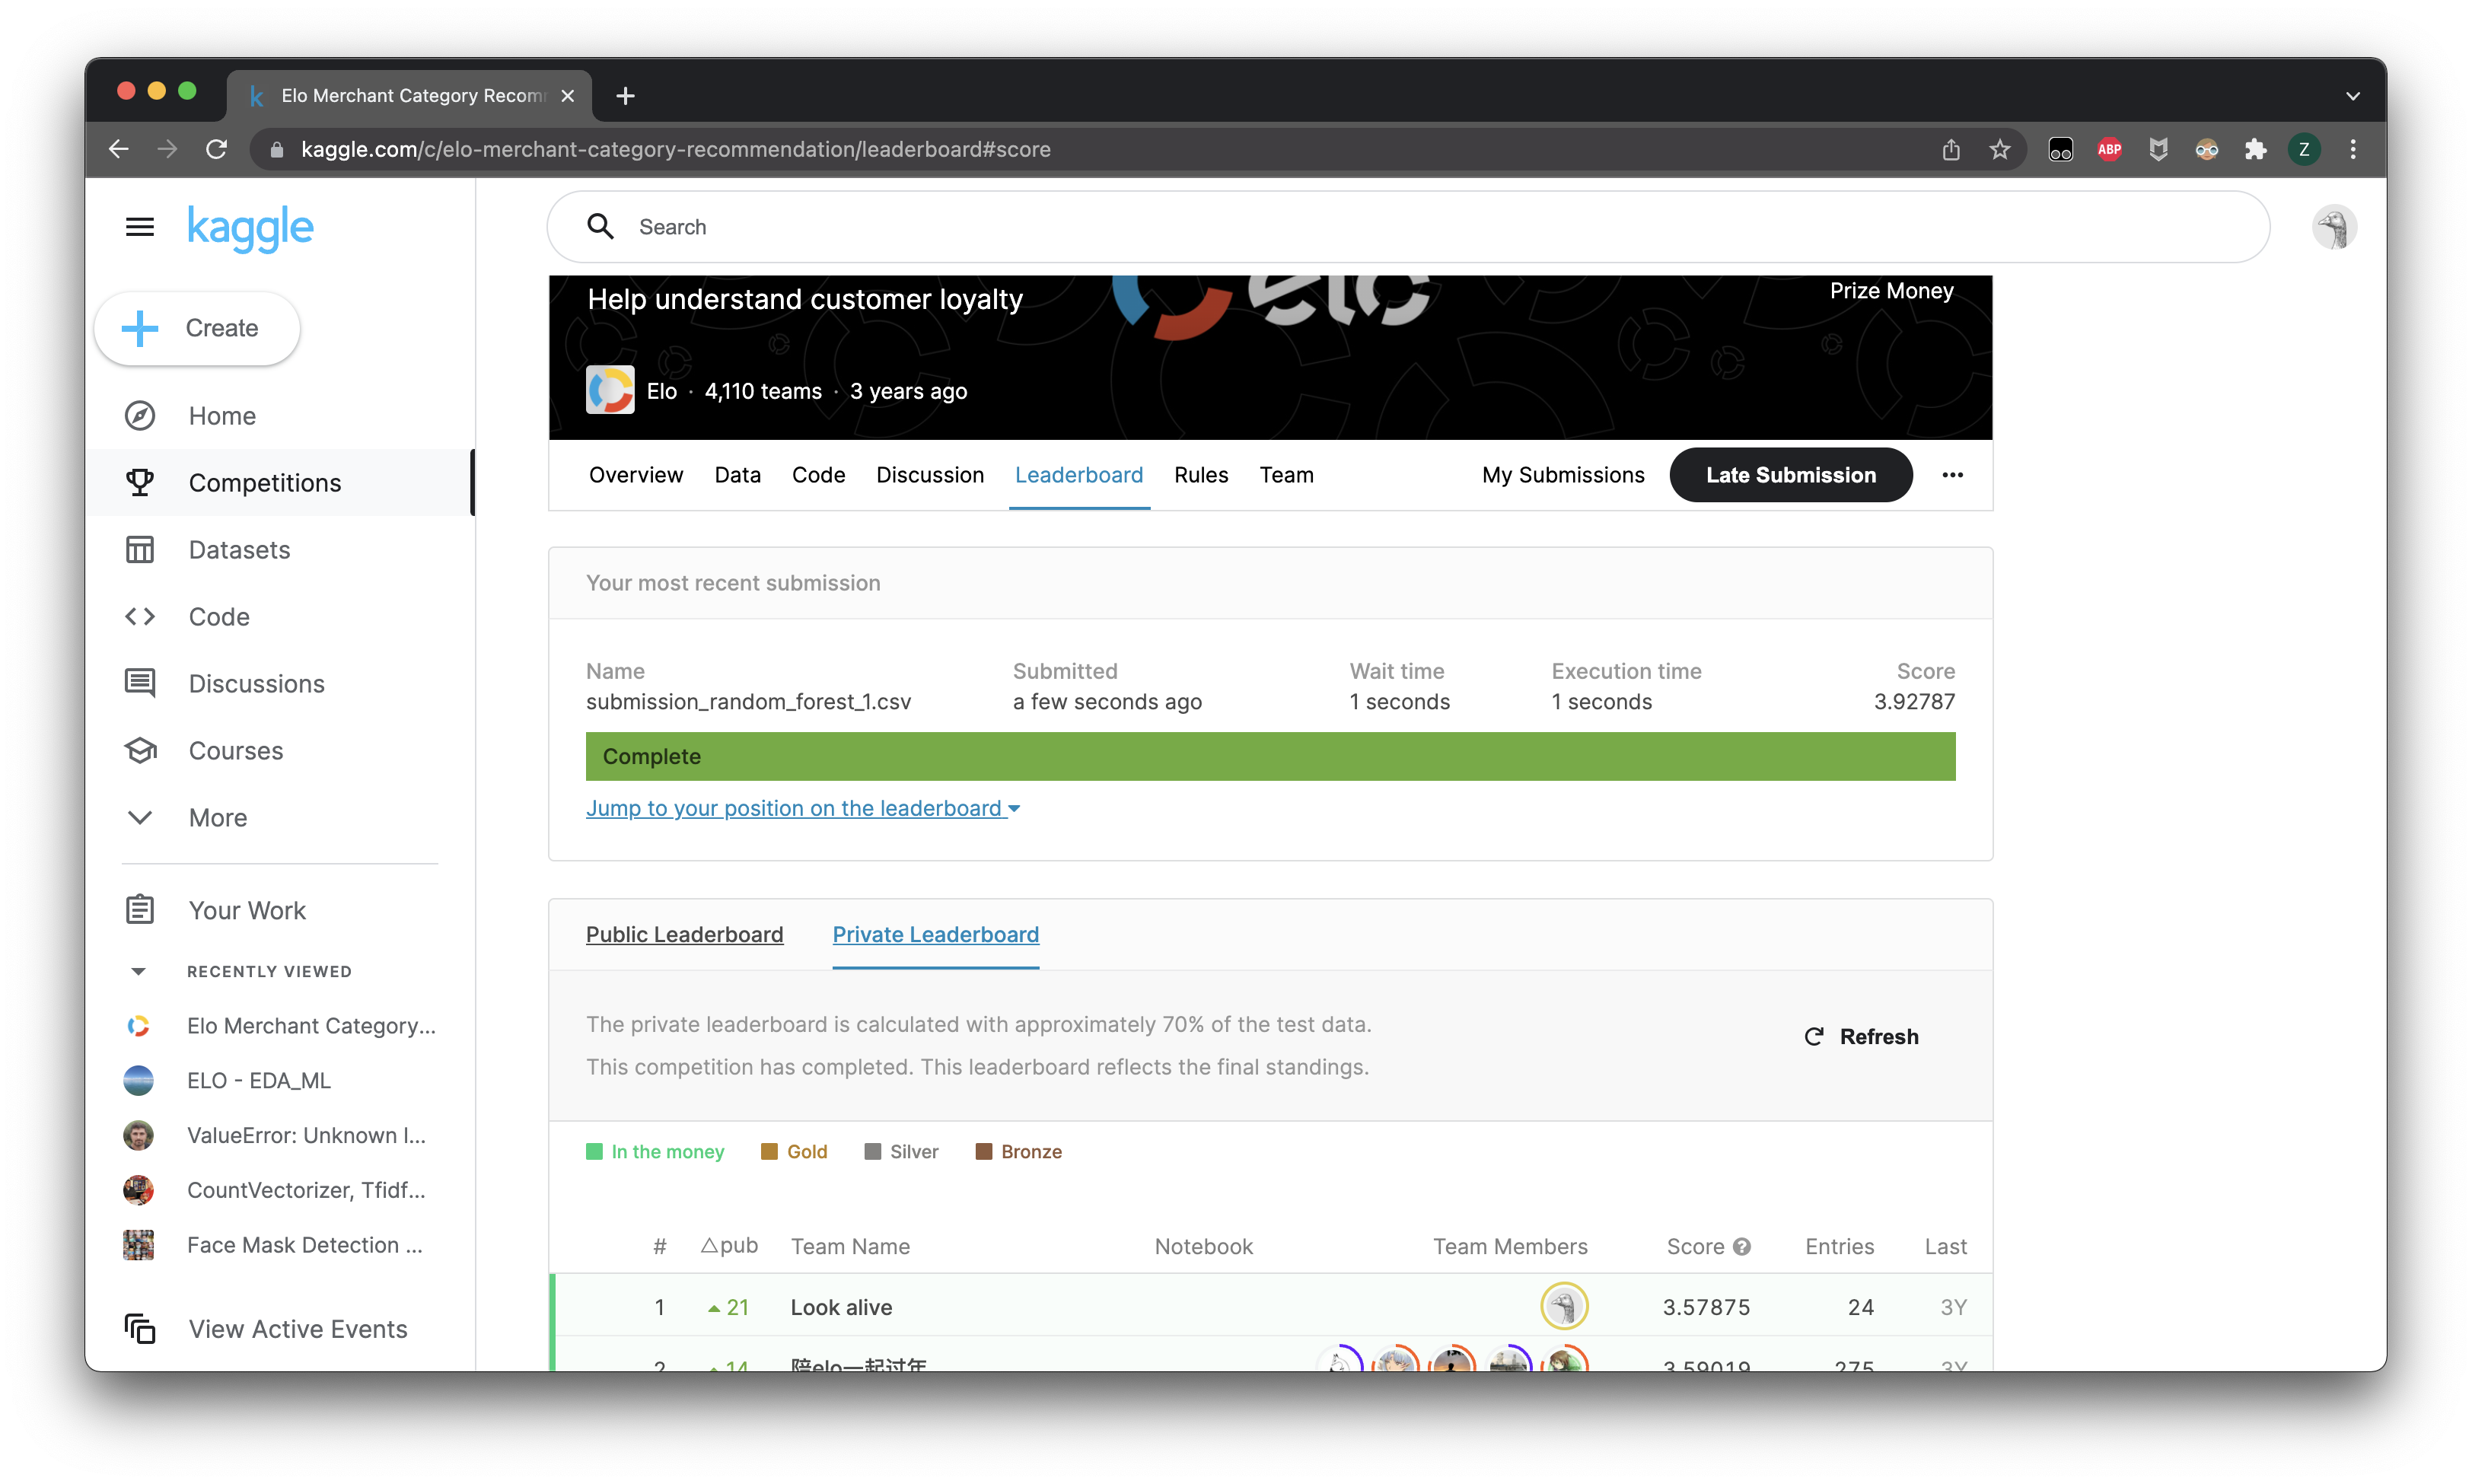 Elo Merchant Category Recom
kaggle.com/c/elo-merchant-category-recommendation/leaderboard#score
ABP
Z
kaggle
Search
Create
Home
Competitions
Datasets
Code
Discussions
Courses
More
Your Work
RECENTLY VIEWED
Elo Merchant Category...
ELO - EDA_ML
ValueError: Unknown l...
CountVectorizer, Tfidf...
Face Mask Detection ...
View Active Events
elo
Help understand customer loyalty
Prize Money
Elo · 4,110 teams · 3 years ago
Overview Data Code Discussion Leaderboard Rules Team My Submissions Late Submission
Your most recent submission
Name Submitted Wait time Execution time Score
submission_random_forest_1.csv a few seconds ago 1 seconds 1 seconds 3.92787
Complete
Jump to your position on the leaderboard
Public Leaderboard Private Leaderboard
The private leaderboard is calculated with approximately 70% of the test data.
This competition has completed. This leaderboard reflects the final standings.
Refresh
In the money Gold Silver Bronze
# △pub Team Name Notebook Team Members Score Entries Last
1 21 Look alive 3.57875 24 3Y
2 14 陪elo一起过年 3.59019 275 3Y